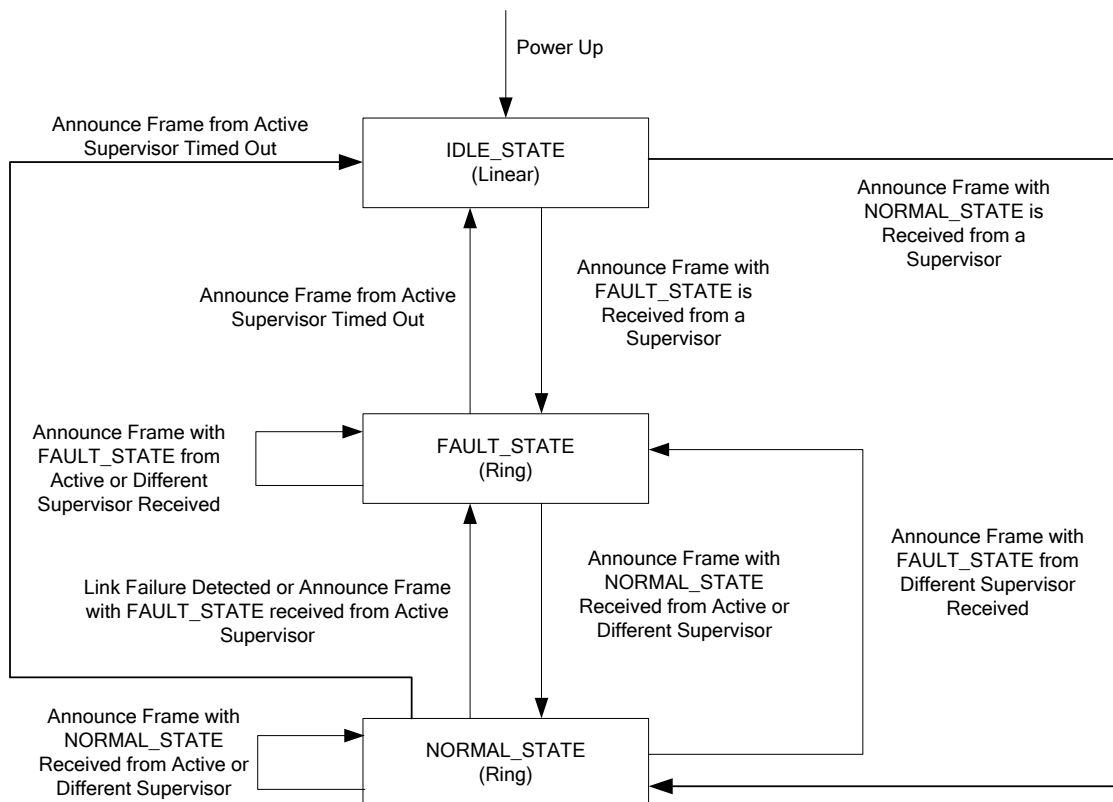 Power Up
Announce Frame from Active
Supervisor Timed Out
IDLE_STATE
(Linear)
Announce Frame with
NORMAL_STATE is
Received from a
Supervisor
Announce Frame with
FAULT_STATE is
Received from a
Supervisor
Announce Frame from Active
Supervisor Timed Out
Announce Frame with
FAULT_STATE from
Active or Different
Supervisor Received
FAULT_STATE
(Ring)
Announce Frame with
FAULT_STATE from
Different Supervisor
Received
Announce Frame with
NORMAL_STATE
Received from Active or
Different Supervisor
Link Failure Detected or Announce Frame
with FAULT_STATE received from Active
Supervisor
Announce Frame with
NORMAL_STATE
Received from Active or
Different Supervisor
NORMAL_STATE
(Ring)